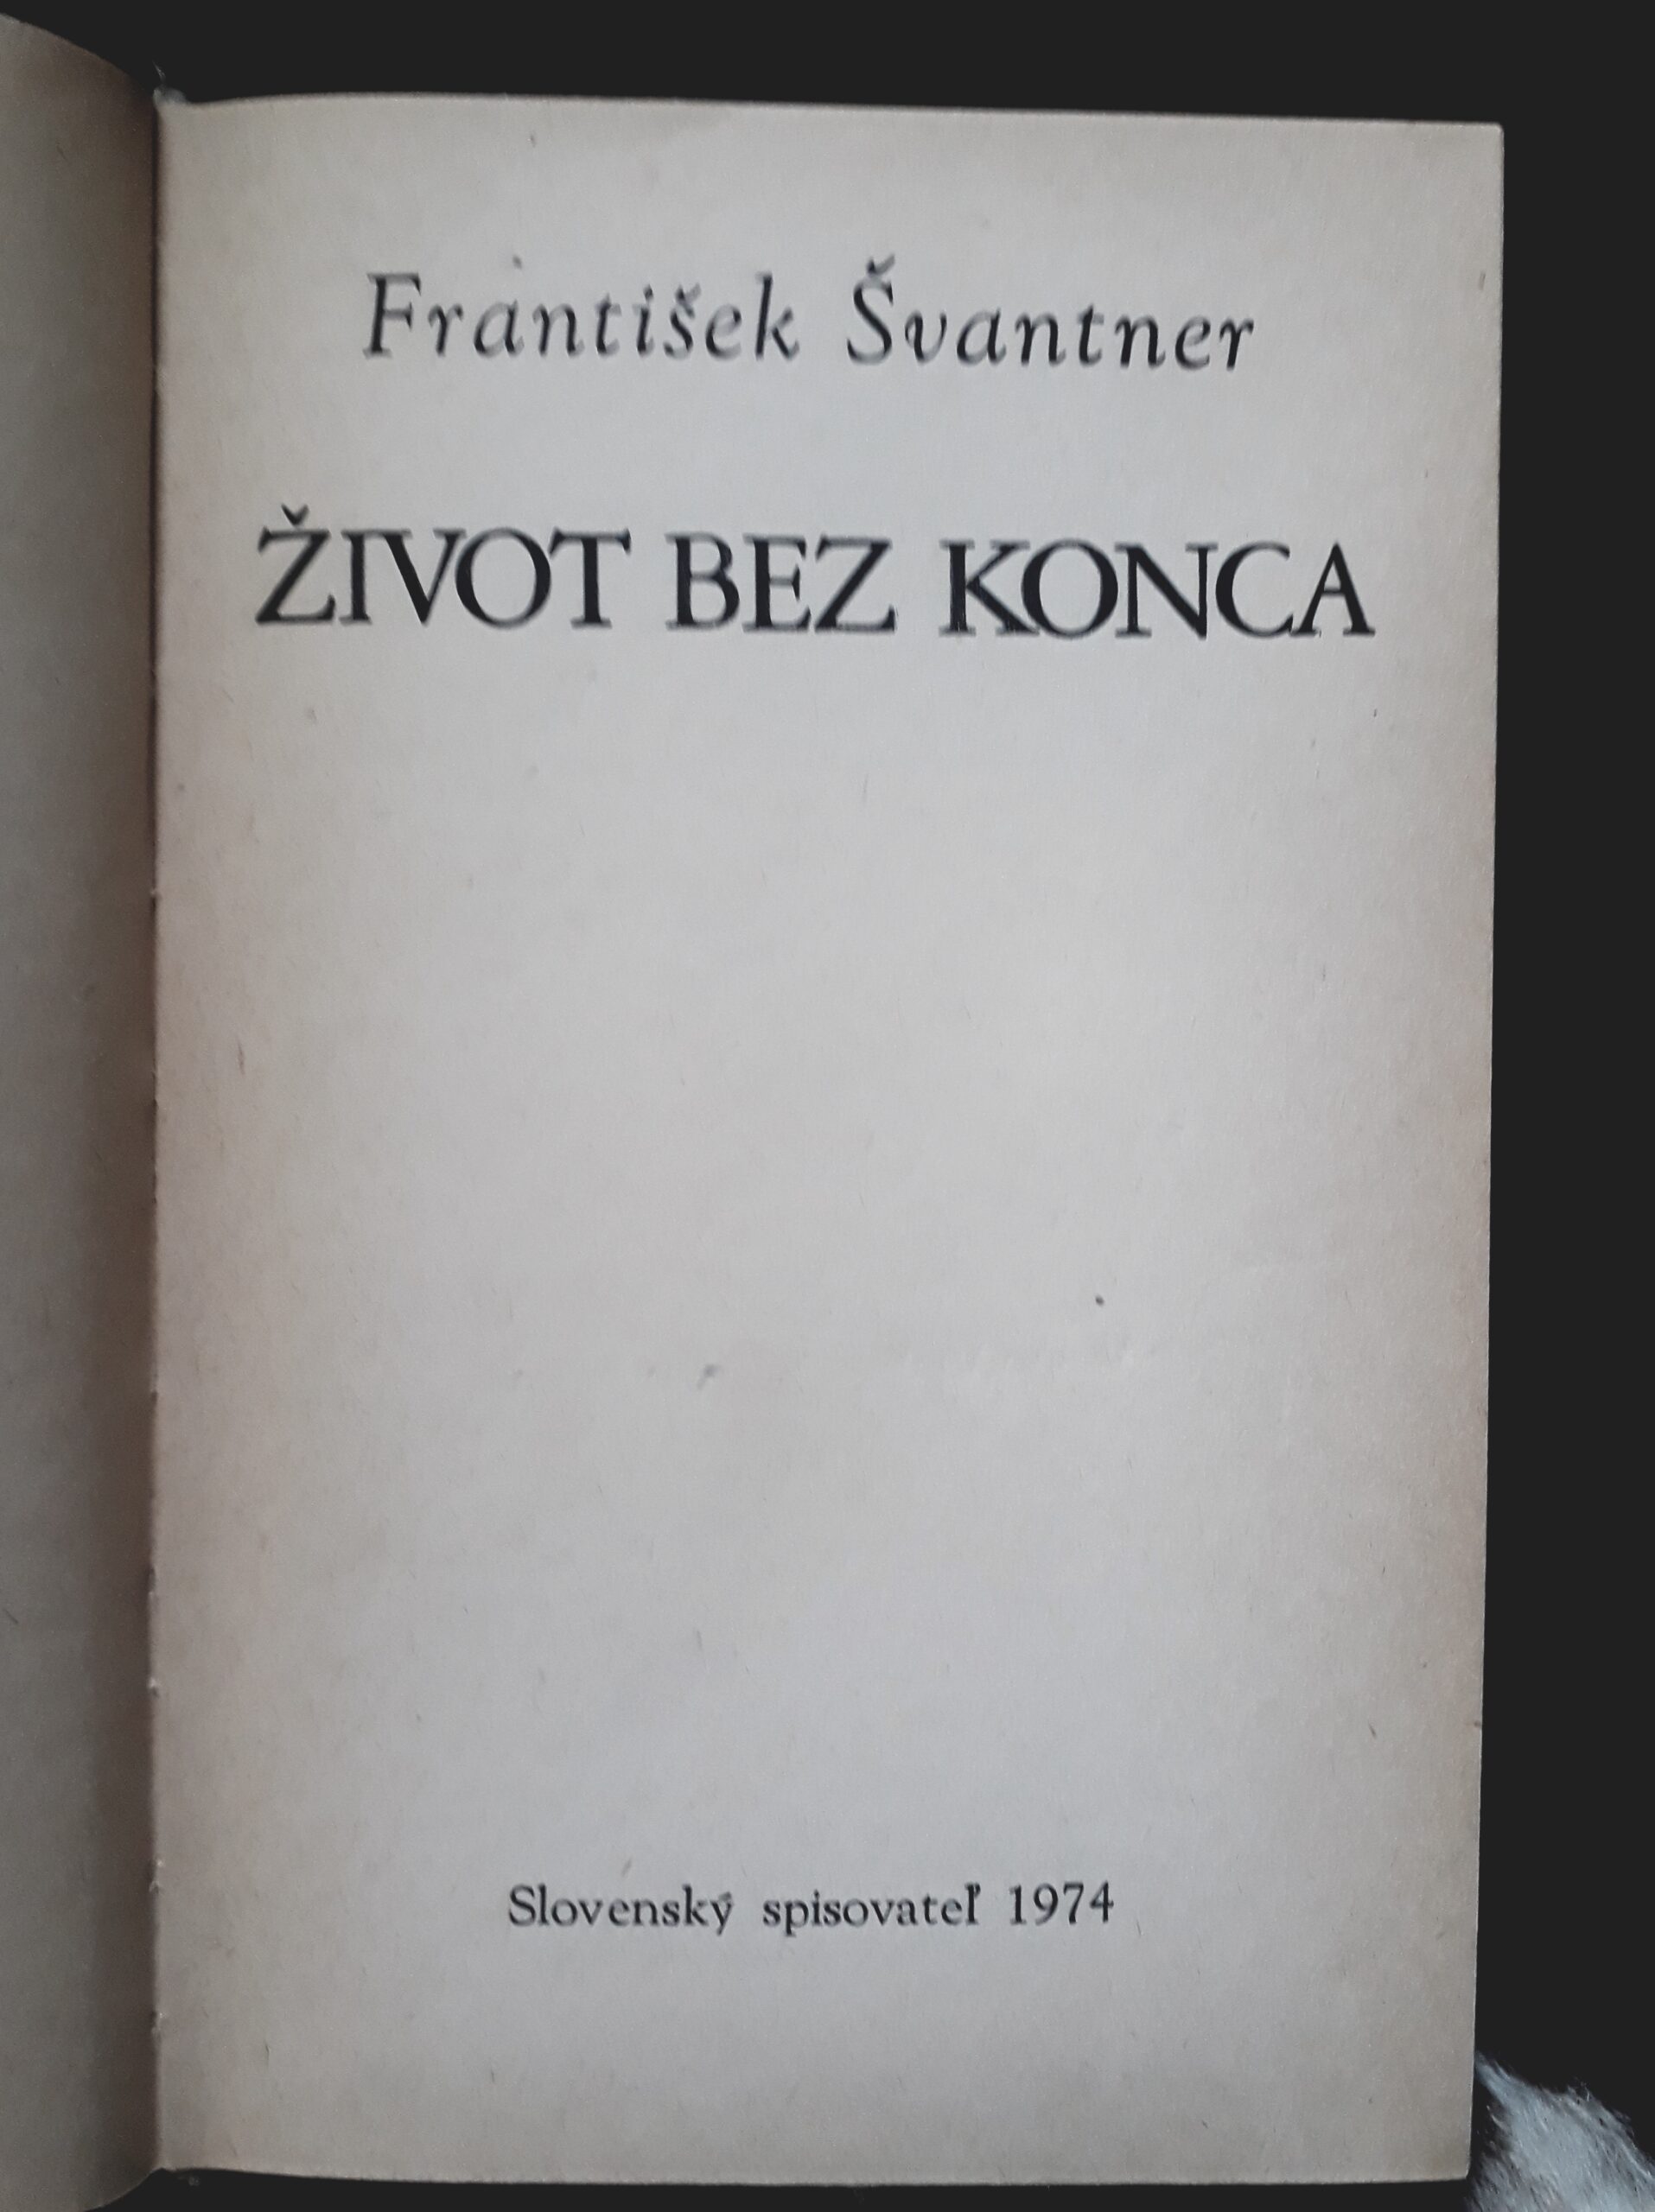 František Švantner
ŽIVOT BEZ KONCA
Slovenský spisovateľ 1974